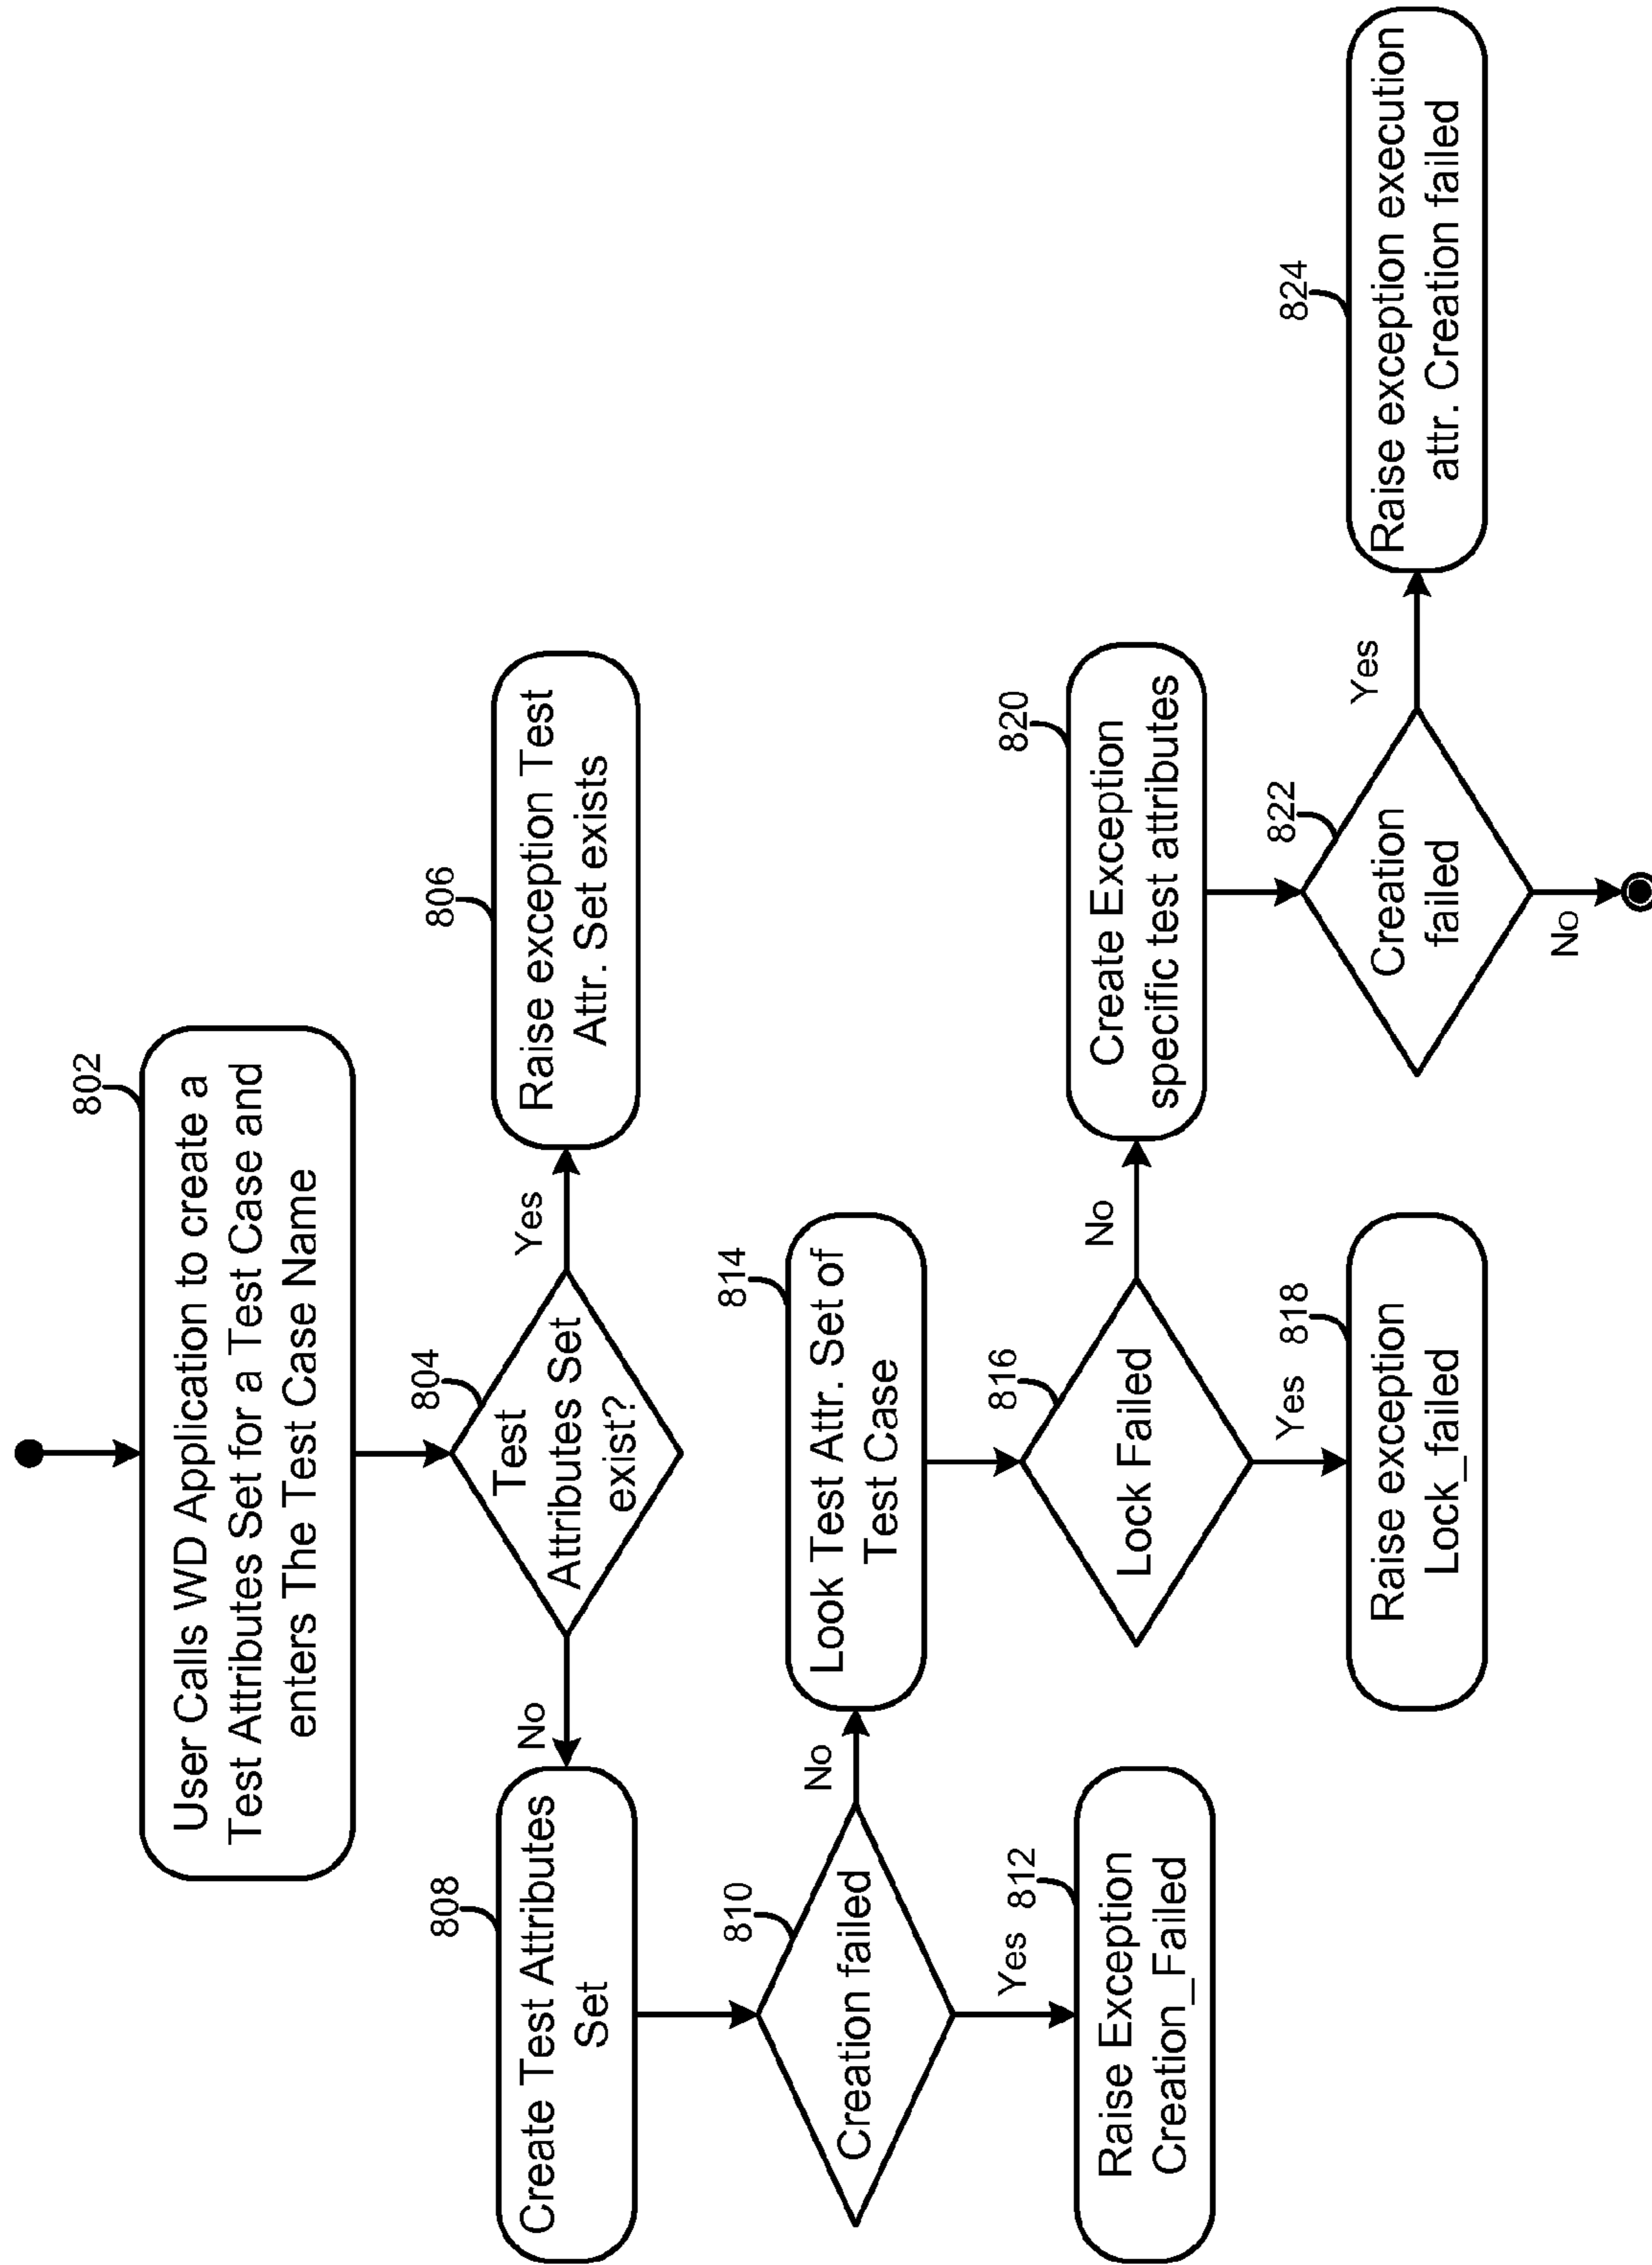 802
User Calls WD Application to create a
Test Attributes Set for a Test Case and
enters The Test Case Name
804
Test
Attributes Set
exist?
Yes
806
Raise exception Test
Attr. Set exists
No
808
Create Test Attributes
Set
810
Creation failed
Yes
812
Raise Exception
Creation_Failed
No
814
Look Test Attr. Set of
Test Case
816
Lock Failed
Yes
818
Raise exception
Lock_failed
No
820
Create Exception
specific test attributes
822
Creation
failed
Yes
824
Raise exception execution
attr. Creation failed
No